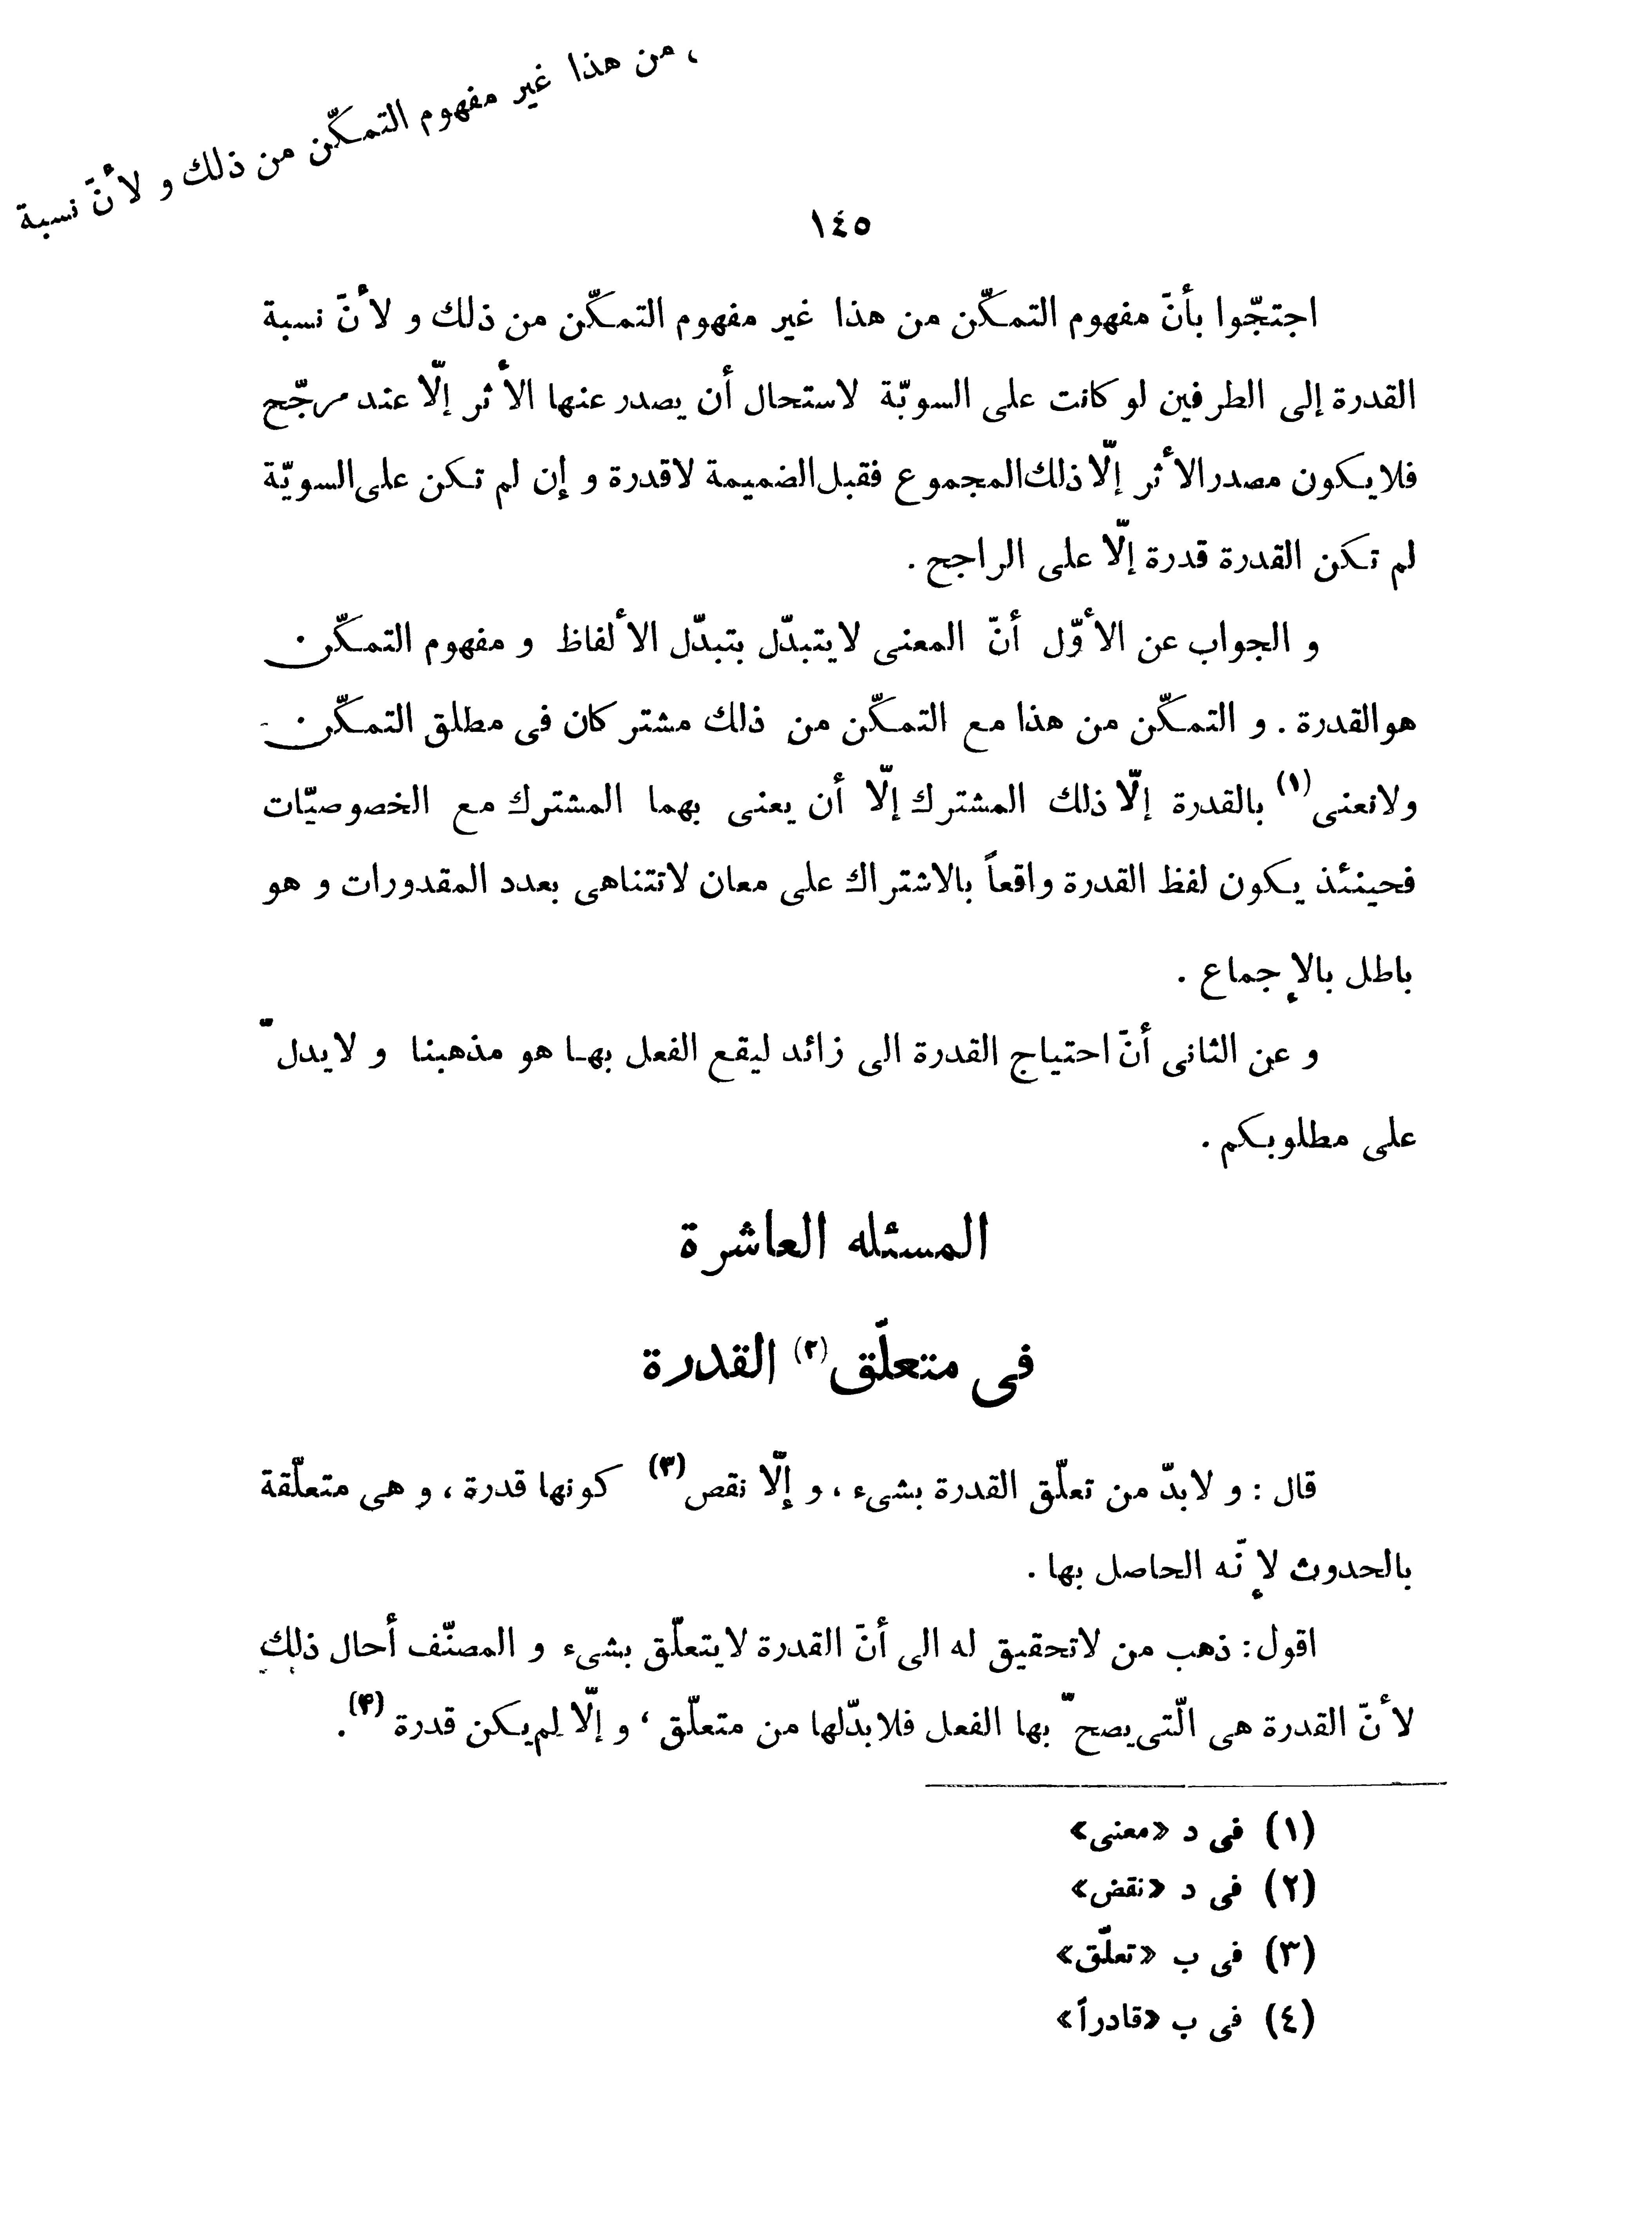 ، من هذا غير مفهوم التمكّن من ذلك و لأنّ نسبة
١٤٥
اجتجّوا بأنّ مفهوم التمكّن من هذا غير مفهوم التمكّن من ذلك و لأنّ نسبة
القدرة إلى الطرفين لو كانت على السويّة لاستحال أن يصدر عنها الأثر إلّا عند مرجّح
فلايكون مصدر الأثر إلّا ذلك المجموع فقبل الضميمة لاقدرة و إن لم تكن على السويّة
لم تكن القدرة قدرة إلّا على الراجح .
و الجواب عن الأوّل أنّ المعنى لايتبدّل بتبدّل الألفاظ و مفهوم التمكّن
هوالقدرة . و التمكّن من هذا مع التمكّن من ذلك مشتركان فى مطلق التمكّن
ولانعنى (١) بالقدرة إلّا ذلك المشترك إلّا أن يعنى بهما المشترك مع الخصوصيّات
فحينئذ يكون لفظ القدرة واقعاً بالاشتراك على معان لاتتناهى بعدد المقدورات و هو
باطل بالإجماع .
و عن الثانى أنّ احتياج القدرة الى زائد ليقع الفعل بها هو مذهبنا و لايدلّ
على مطلوبكم .
المسئله العاشرة
فى متعلّق (٢) القدرة
قال : و لابدّ من تعلّق القدرة بشىء ، و إلّا نقص (٣) كونها قدرة ، و هى متعلّقة
بالحدوث لإنّه الحاصل بها .
اقول : ذهب من لاتحقيق له الى أنّ القدرة لايتعلّق بشىء و المصنّف أحال ذلك
لأنّ القدرة هى الّتى يصحّ بها الفعل فلابدّلها من متعلّق ، و إلّا لم يكن قدرة (۴) .
(١) فى د «معنى»
(٢) فى د «نقض»
(٣) فى ب «تعلّق»
(٤) فى ب «قادراً»